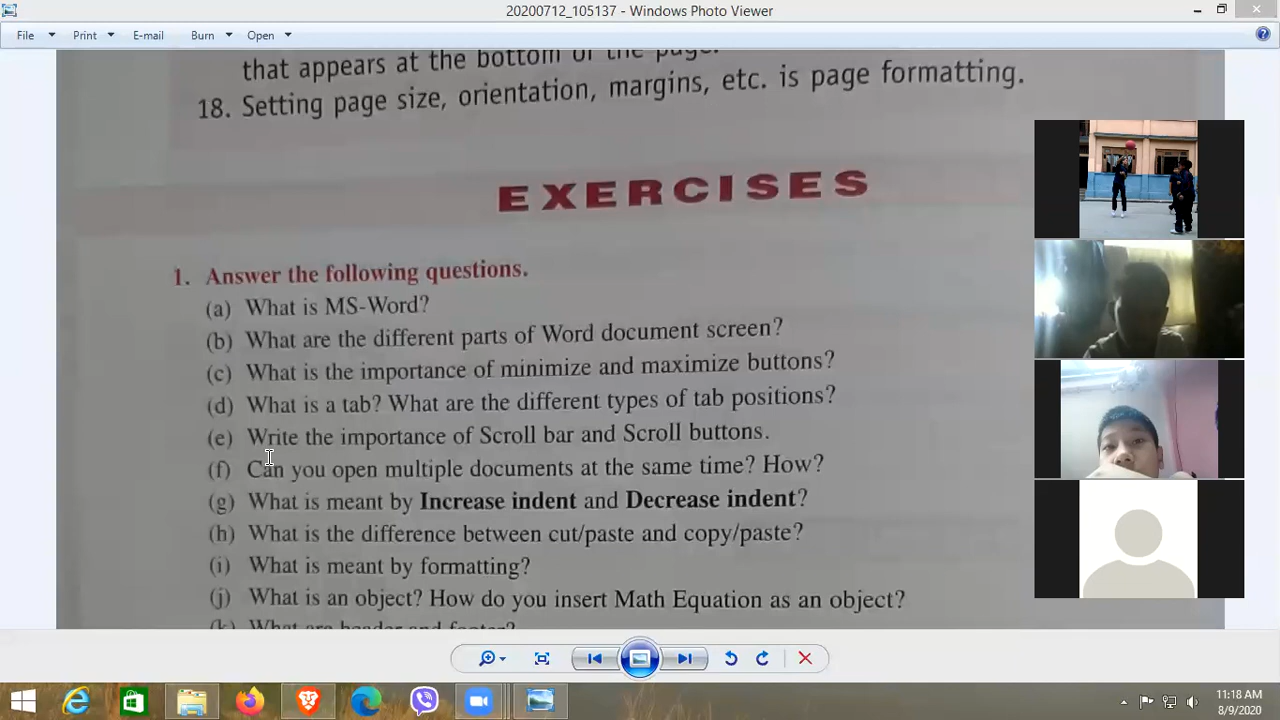 20200712_105137 - Windows Photo Viewer
File Print E-mail Burn Open
that appears at the bottom of the page.
18. Setting page size, orientation, margins, etc. is page formatting.
EXERCISES
1. Answer the following questions.
(a) What is MS-Word?
(b) What are the different parts of Word document screen?
(c) What is the importance of minimize and maximize buttons?
(d) What is a tab? What are the different types of tab positions?
(e) Write the importance of Scroll bar and Scroll buttons.
(f) Can you open multiple documents at the same time? How?
(g) What is meant by Increase indent and Decrease indent?
(h) What is the difference between cut/paste and copy/paste?
(i) What is meant by formatting?
(j) What is an object? How do you insert Math Equation as an object?
(k) What are header and footer?
11:18 AM
8/9/2020